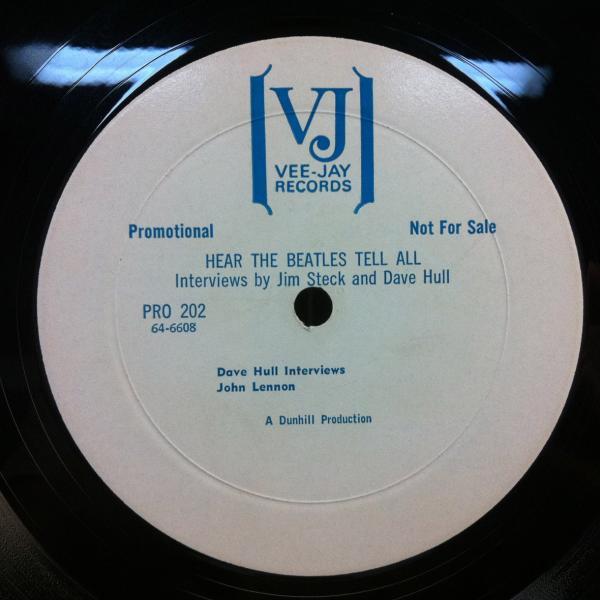 VJ
VEE-JAY
RECORDS
Promotional Not For Sale
HEAR THE BEATLES TELL ALL
Interviews by Jim Steck and Dave Hull
PRO 202
64-6608
Dave Hull Interviews
John Lennon
A Dunhill Production